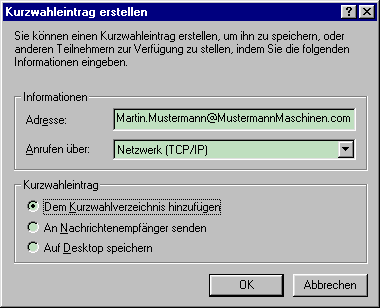 Kurzwahleintrag erstellen
Sie können einen Kurzwahleintrag erstellen, um ihn zu speichern, oder
anderen Teilnehmern zur Verfügung zu stellen, indem Sie die folgenden
Informationen eingeben.
Informationen
Adresse: Martin.Mustermann@MustermannMaschinen.com
Anrufen über: Netzwerk (TCP/IP)
Kurzwahleintrag
Dem Kurzwahlverzeichnis hinzufügen
An Nachrichtenempfänger senden
Auf Desktop speichern
OK Abbrechen